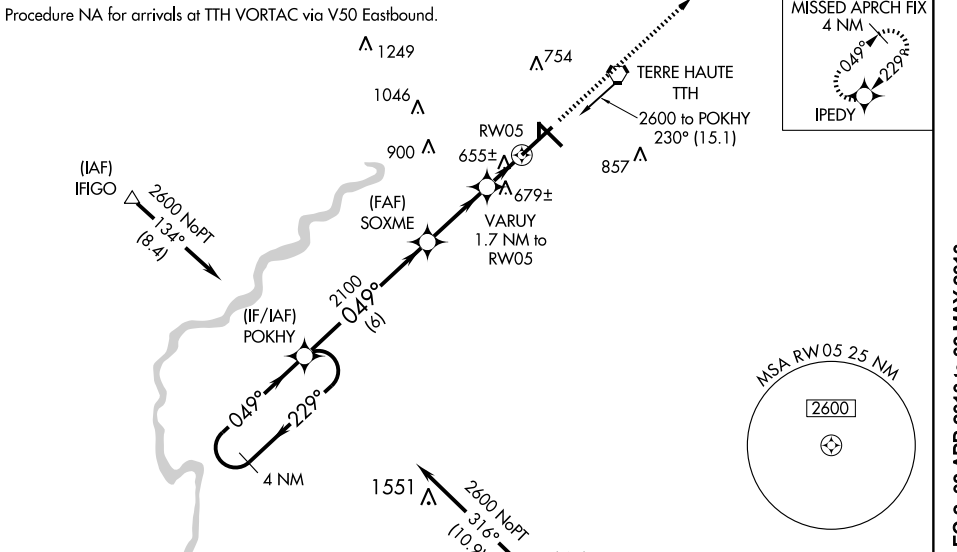 Procedure NA for arrivals at TTH VORTAC via V50 Eastbound.
MISSED APRCH FIX
4 NM
049°
229°
IPEDY
1249
754
TERRE HAUTE
TTH
1046
2600 to POKHY
230° (15.1)
RW05
900
655±
857
(IAF)
IFIGO
2600 NoPT
134°
(8.4)
(FAF)
SOXME
679±
VARUY
1.7 NM to
RW05
2100
049°
(6)
(IF/IAF)
POKHY
049°
229°
4 NM
MSA RW05 25 NM
2600
1551
2600 NoPT
316°
(10.9)